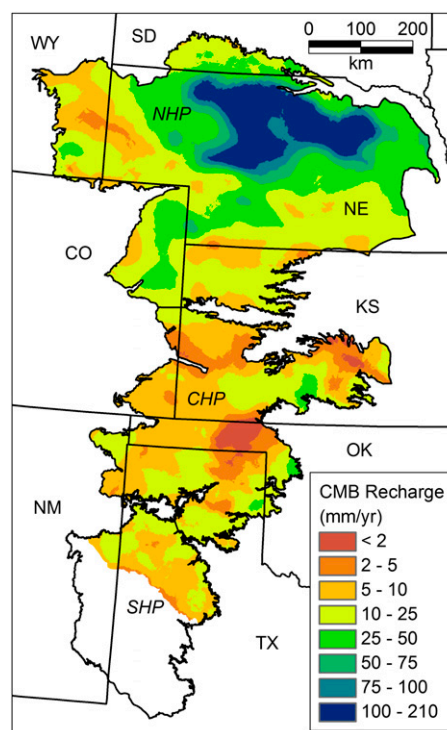 WY
SD
0 100 200
km
NHP
NE
CO
KS
CHP
OK
NM
CMB Recharge
(mm/yr)
< 2
2 - 5
5 - 10
10 - 25
25 - 50
50 - 75
75 - 100
100 - 210
SHP
TX